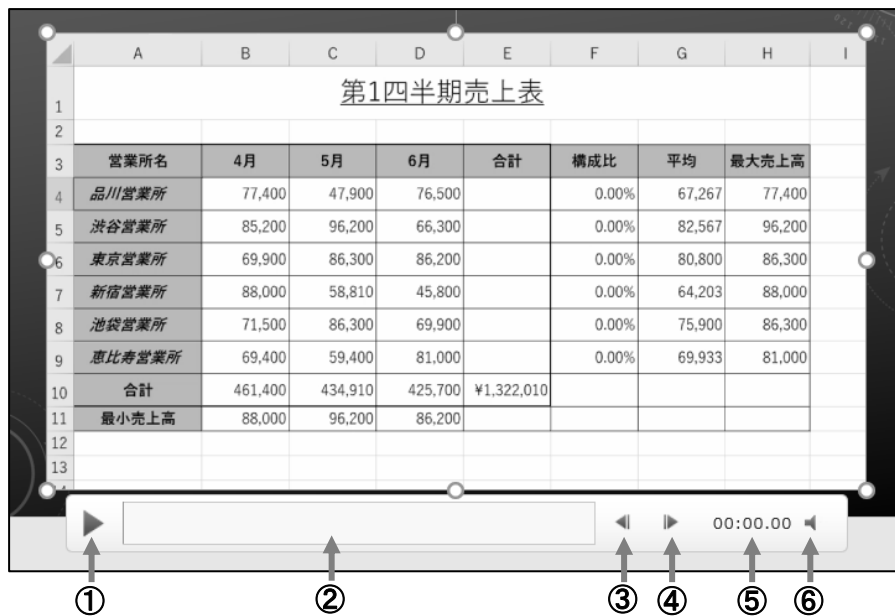 A B C D E F G H I
1 第1四半期売上表
2
3 営業所名 4月 5月 6月 合計 構成比 平均 最大売上高
4 品川営業所 77,400 47,900 76,500 0.00% 67,267 77,400
5 渋谷営業所 85,200 96,200 66,300 0.00% 82,567 96,200
6 東京営業所 69,900 86,300 86,200 0.00% 80,800 86,300
7 新宿営業所 88,000 58,810 45,800 0.00% 64,203 88,000
8 池袋営業所 71,500 86,300 69,900 0.00% 75,900 86,300
9 恵比寿営業所 69,400 59,400 81,000 0.00% 69,933 81,000
10 合計 461,400 434,910 425,700 ¥1,322,010
11 最小売上高 88,000 96,200 86,200
12
13
00:00.00
① ② ③ ④ ⑤ ⑥